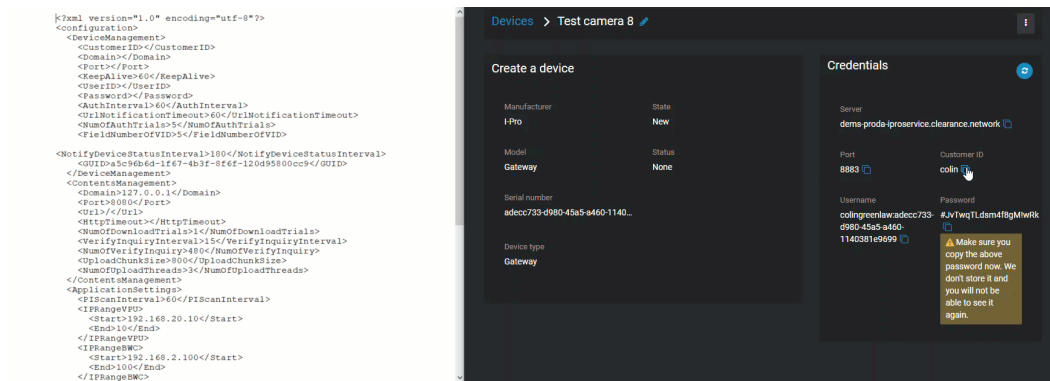 <?xml version="1.0" encoding="utf-8"?>
<configuration>
<DeviceManagement>
<CustomerID></CustomerID>
<Domain></Domain>
<Port></Port>
<KeepAlive>60</KeepAlive>
<UserID></UserID>
<Password></Password>
<AuthInterval>60</AuthInterval>
<UrlNotificationTimeout>60</UrlNotificationTimeout>
<NumOfAuthTrials>5</NumOfAuthTrials>
<FieldNumberOfVID>5</FieldNumberOfVID>
<NotifyDeviceStatusInterval>180</NotifyDeviceStatusInterval>
<GUID>a5c96b6d-1f67-4b3f-8f6f-120d95800cc9</GUID>
</DeviceManagement>
<ContentsManagement>
<Domain>127.0.0.1</Domain>
<Port>8080</Port>
<Url>/</Url>
<HttpTimeout></HttpTimeout>
<NumOfDownloadTrials>1</NumOfDownloadTrials>
<VerifyInquiryInterval>15</VerifyInquiryInterval>
<NumOfVerifyInquiry>480</NumOfVerifyInquiry>
<UploadChunkSize>800</UploadChunkSize>
<NumOfUploadThreads>3</NumOfUploadThreads>
</ContentsManagement>
<ApplicationSettings>
<PIScanInterval>60</PIScanInterval>
<IPRangeVPU>
<Start>192.168.20.10</Start>
<End>10</End>
</IPRangeVPU>
<IPRangeBWC>
<Start>192.168.2.100</Start>
<End>100</End>
</IPRangeBWC>
Devices > Test camera 8
Create a device
Manufacturer
I-Pro
State
New
Model
Gateway
Status
None
Serial number
adecc733-d980-45a5-a460-1140...
Device type
Gateway
Credentials
Server
dems-proda-iproservice.clearance.network
Port
8883
Customer ID
colin
Username
colingreenlaw:adecc733-
d980-45a5-a460-
1140381e9699
Password
#JvTwqTLdsm4f8gM!wRk
Make sure you
copy the above
password now. We
don't store it and
you will not be
able to see it
again.